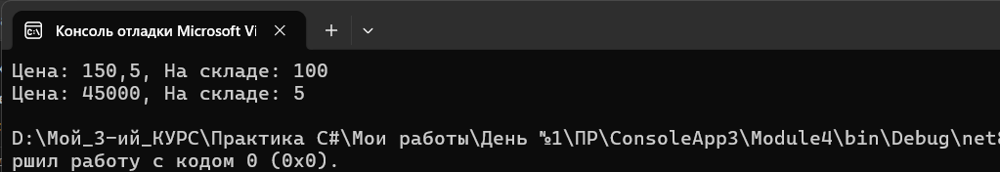 Консоль отладки Microsoft Vi
Цена: 150,5, На складе: 100
Цена: 45000, На складе: 5
D:\Мой_3-ий_КУРС\Практика C#\Мои работы\День №1\ПР\ConsoleApp3\Module4\bin\Debug\net8
ршил работу с кодом 0 (0x0).